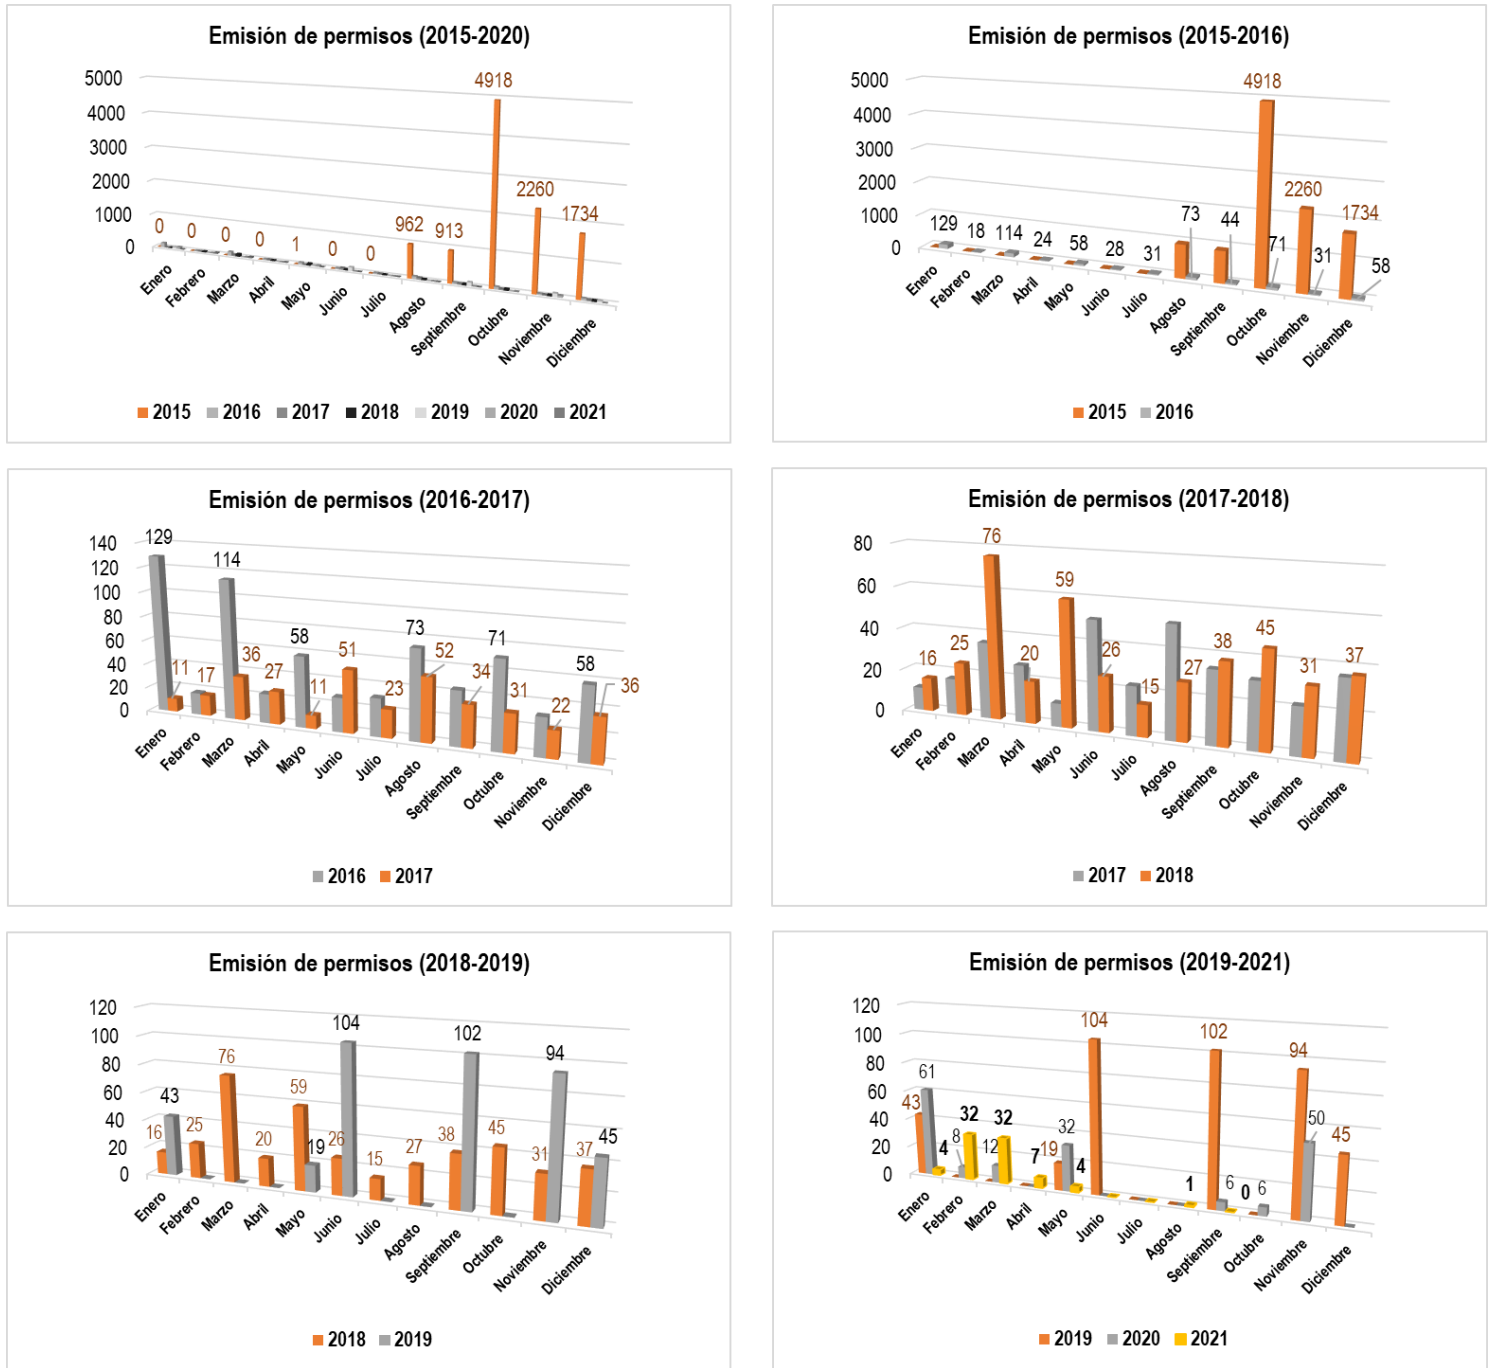 Emisión de permisos (2015-2020)
5000
4000
3000
2000
1000
0
0 0 0 0 1 0 0 962 913 4918 2260 1734
Enero Febrero Marzo Abril Mayo Junio Julio Agosto Septiembre Octubre Noviembre Diciembre
2015 2016 2017 2018 2019 2020 2021
Emisión de permisos (2015-2016)
5000
4000
3000
2000
1000
0
129 18 114 24 58 28 31 73 44 4918 71 2260 31 1734 58
Enero Febrero Marzo Abril Mayo Junio Julio Agosto Septiembre Octubre Noviembre Diciembre
2015 2016
Emisión de permisos (2016-2017)
140
120
100
80
60
40
20
0
129 11 17 114 36 27 58 11 51 23 73 52 34 71 31 22 58 36
Enero Febrero Marzo Abril Mayo Junio Julio Agosto Septiembre Octubre Noviembre Diciembre
2016 2017
Emisión de permisos (2017-2018)
80
60
40
20
0
16 25 76 20 59 26 15 27 38 45 31 37
Enero Febrero Marzo Abril Mayo Junio Julio Agosto Septiembre Octubre Noviembre Diciembre
2017 2018
Emisión de permisos (2018-2019)
120
100
80
60
40
20
0
16 43 25 76 20 59 19 26 104 15 27 38 102 45 31 94 37 45
Enero Febrero Marzo Abril Mayo Junio Julio Agosto Septiembre Octubre Noviembre Diciembre
2018 2019
Emisión de permisos (2019-2021)
120
100
80
60
40
20
0
43 61 4 8 32 12 32 7 19 32 4 104 1 102 6 0 6 94 50 45
Enero Febrero Marzo Abril Mayo Junio Julio Agosto Septiembre Octubre Noviembre Diciembre
2019 2020 2021